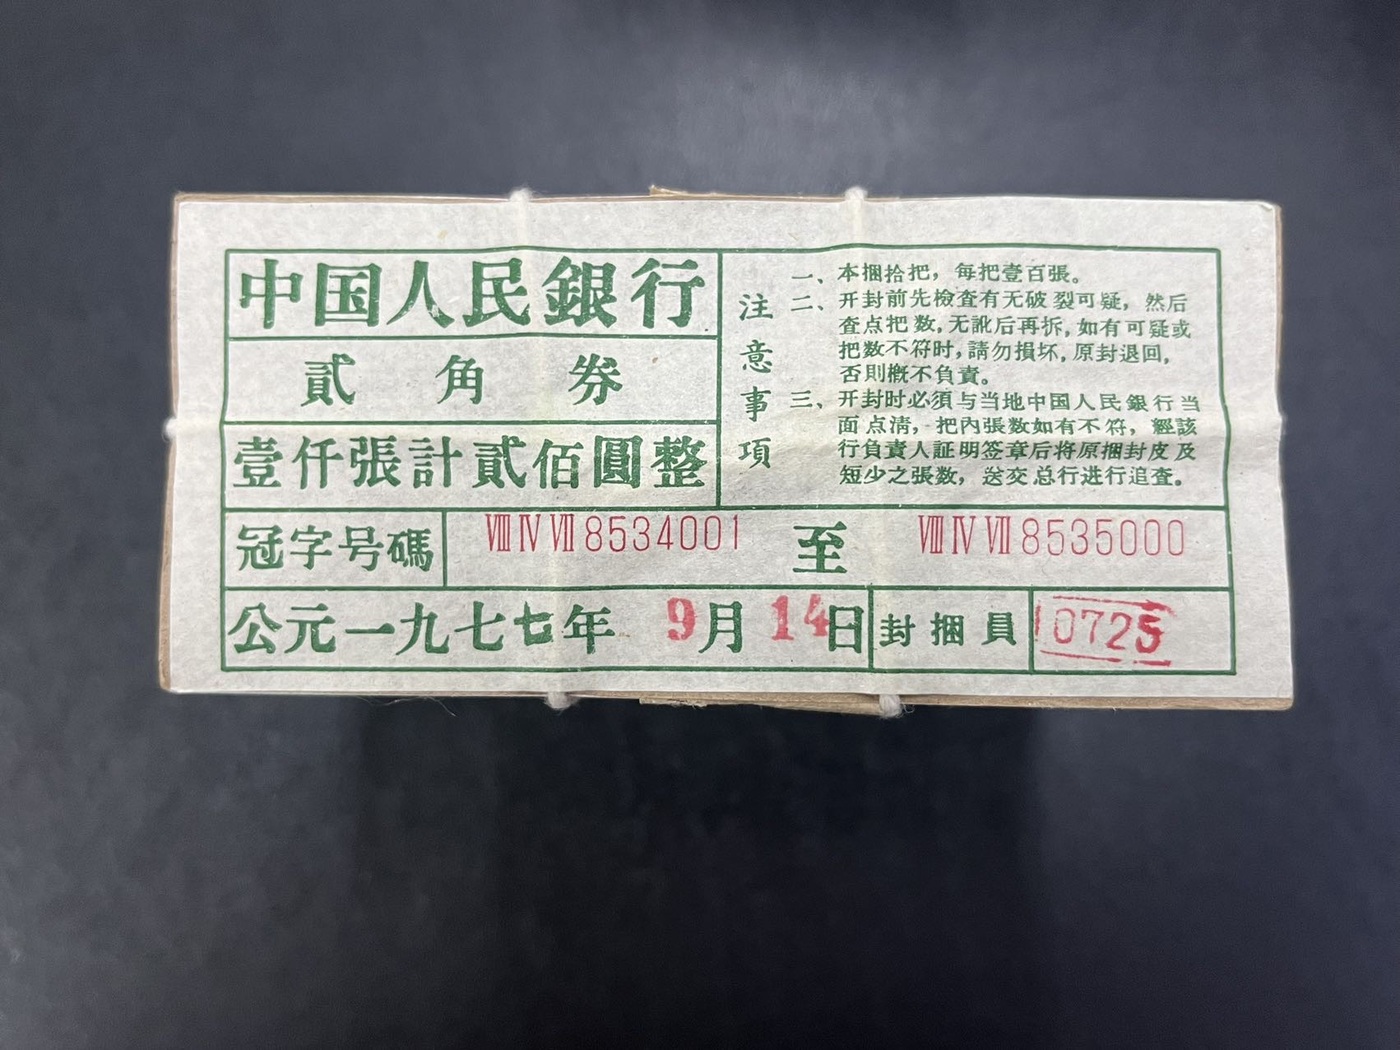 中国人民銀行
貳角券
壹仟張計貳佰圓整
注意事項
一、本捆拾把，每把壹百張。
二、开封前先檢查有无破裂可疑，然后
查点把数，无訛后再拆，如有可疑或
把数不符时，請勿損坏，原封退回，
否則概不負責。
三、开封时必須与当地中国人民銀行当
面点清，把內張数如有不符，經該
行負責人証明签章后将原捆封皮及
短少之張数，送交总行进行追查。
冠字号碼 Ⅷ Ⅳ Ⅶ 8534001 至 Ⅷ Ⅳ Ⅶ 8535000
公元一九七七年 9月 14日 封捆員 0725